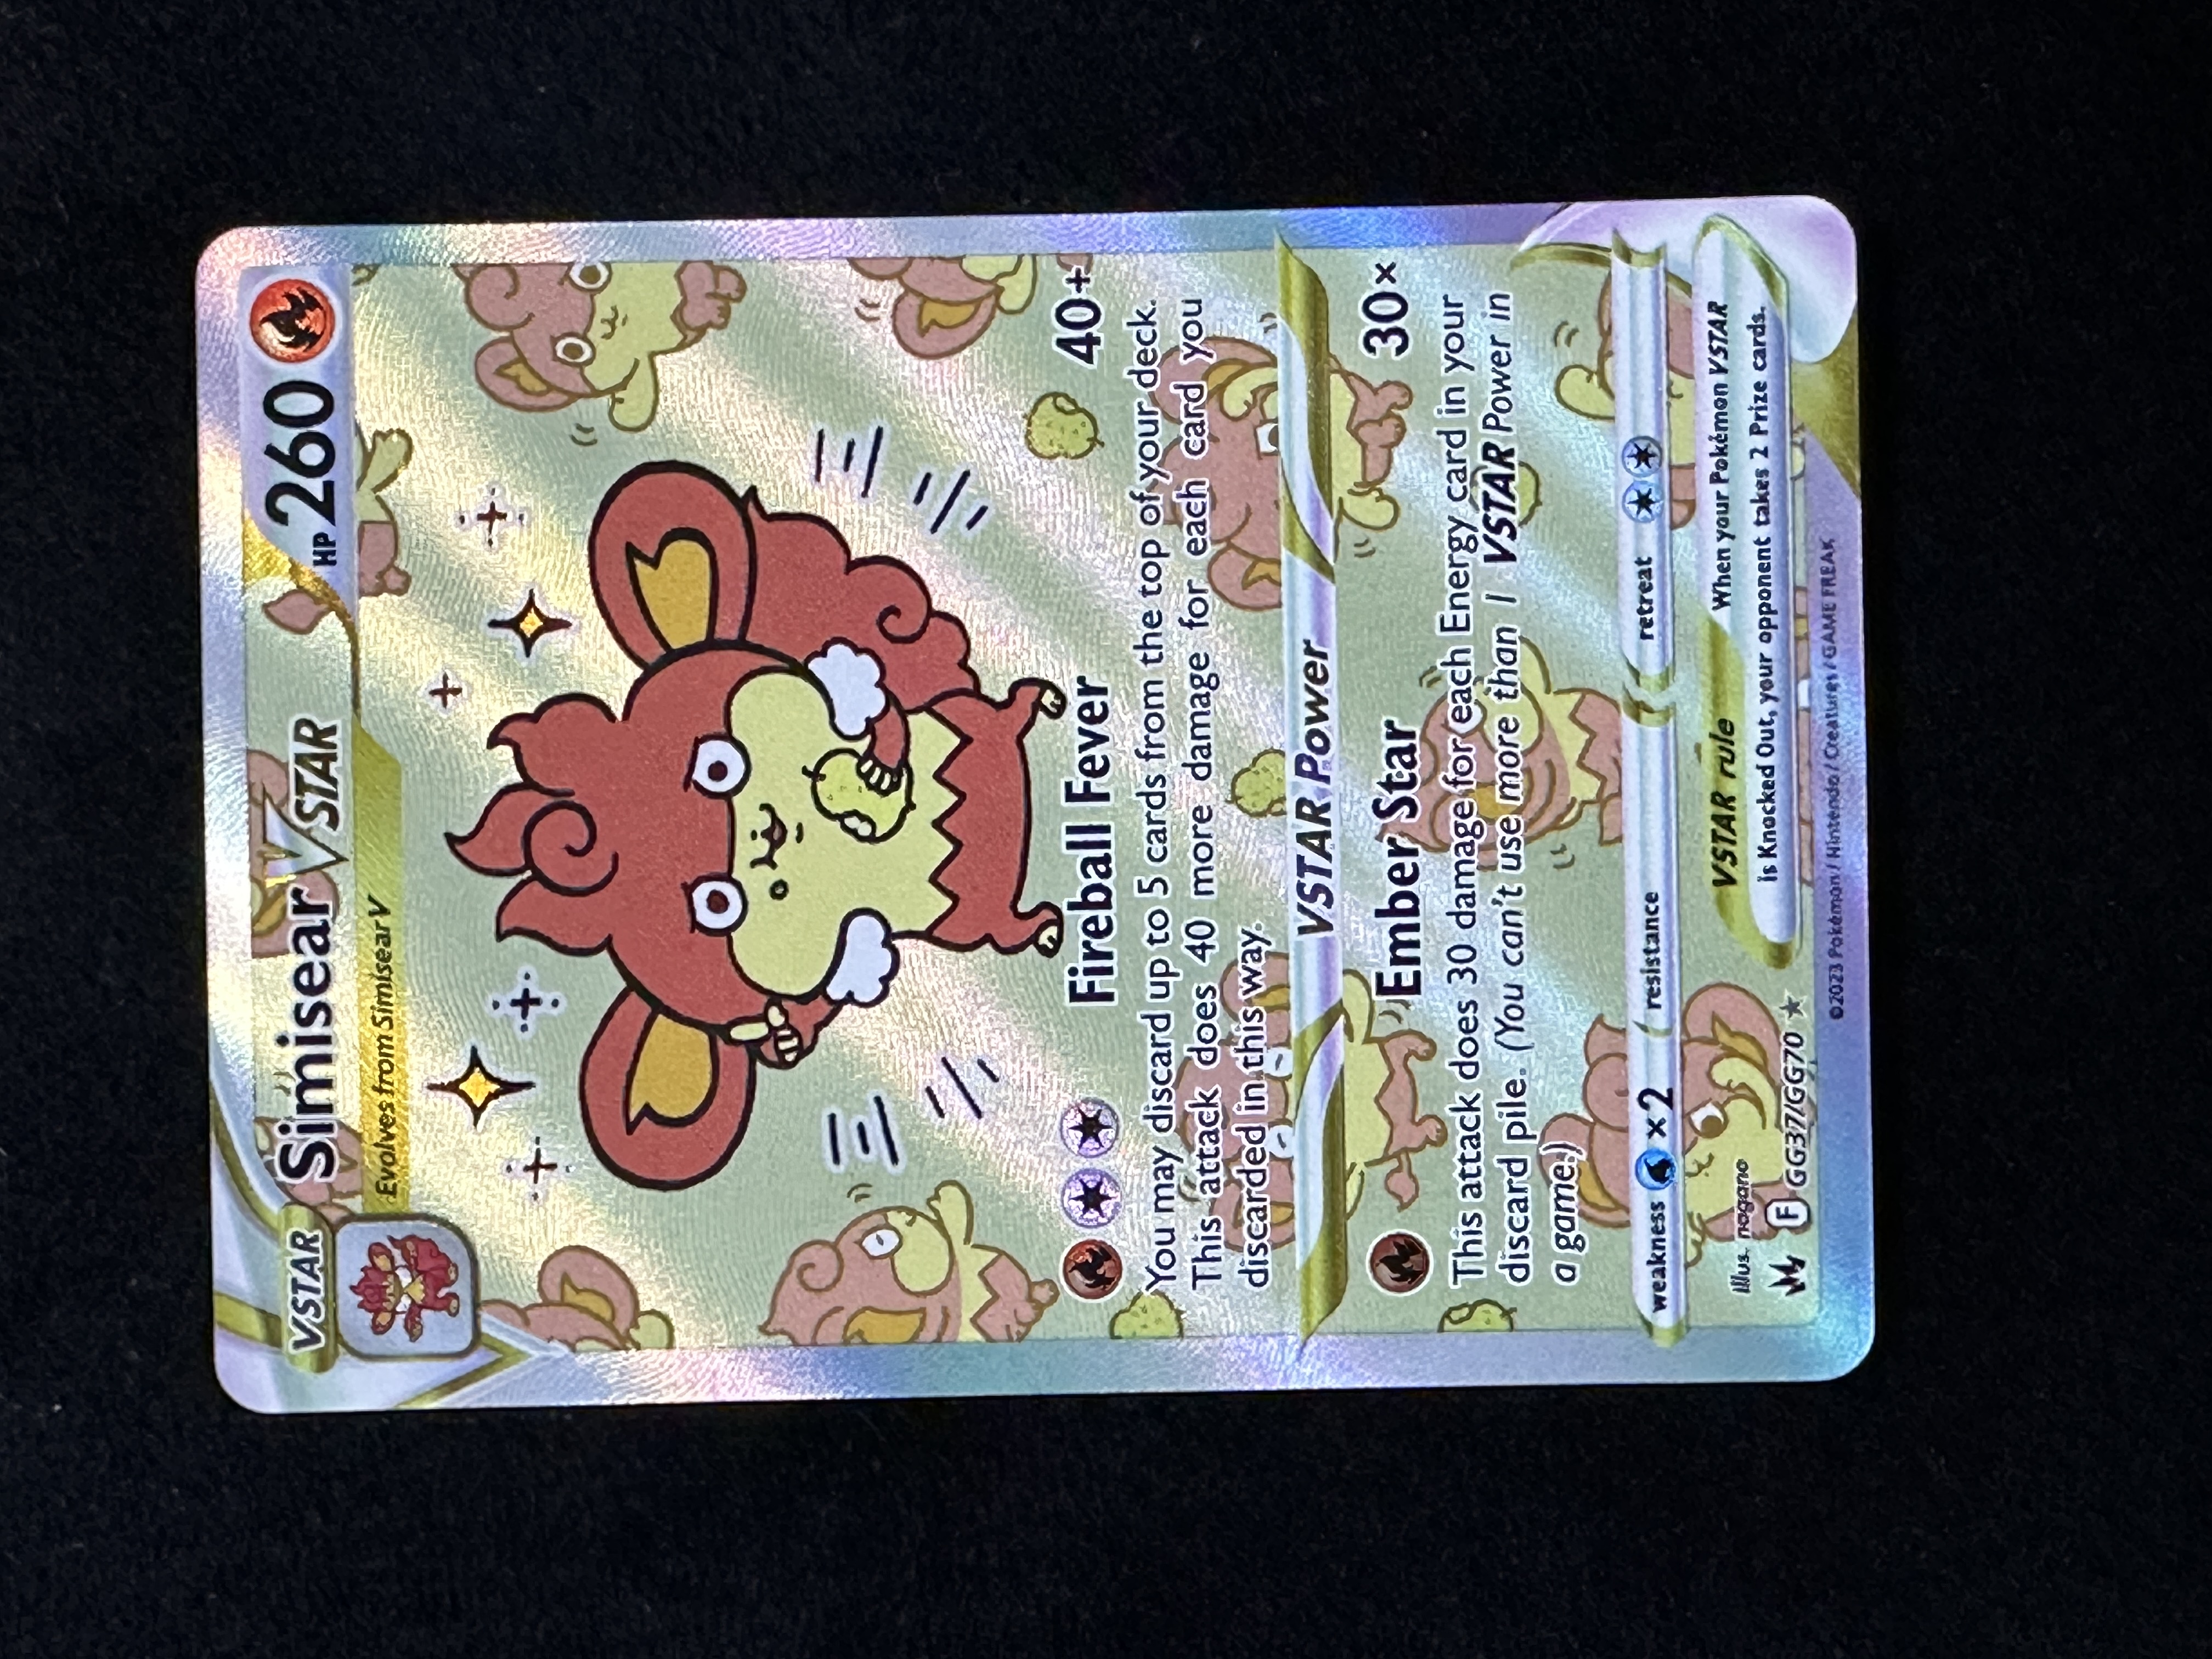 VSTAR
Simisear VSTAR
HP 260
Evolves from Simisear V
Fireball Fever 40+
You may discard up to 5 cards from the top of your deck.
This attack does 40 more damage for each card you
discarded in this way.
VSTAR Power
Ember Star 30×
This attack does 30 damage for each Energy card in your
discard pile. (You can't use more than 1 VSTAR Power in
a game.)
weakness ×2 resistance retreat
Illus. nagano
F GG37/GG70 ★
VSTAR rule When your Pokémon VSTAR
is Knocked Out, your opponent takes 2 Prize cards.
©2023 Pokémon / Nintendo / Creatures / GAME FREAK